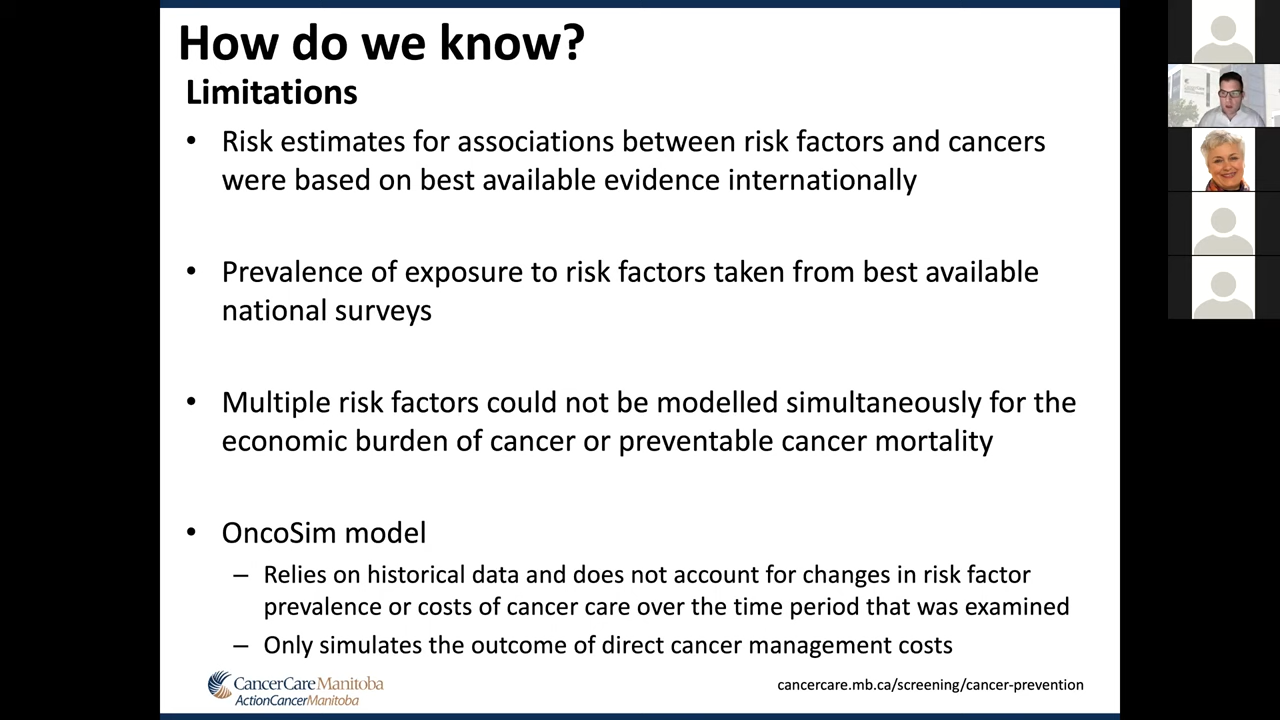 How do we know?
Limitations
• Risk estimates for associations between risk factors and cancers
were based on best available evidence internationally
• Prevalence of exposure to risk factors taken from best available
national surveys
• Multiple risk factors could not be modelled simultaneously for the
economic burden of cancer or preventable cancer mortality
• OncoSim model
– Relies on historical data and does not account for changes in risk factor
prevalence or costs of cancer care over the time period that was examined
– Only simulates the outcome of direct cancer management costs
CancerCare Manitoba
ActionCancerManitoba
cancercare.mb.ca/screening/cancer-prevention